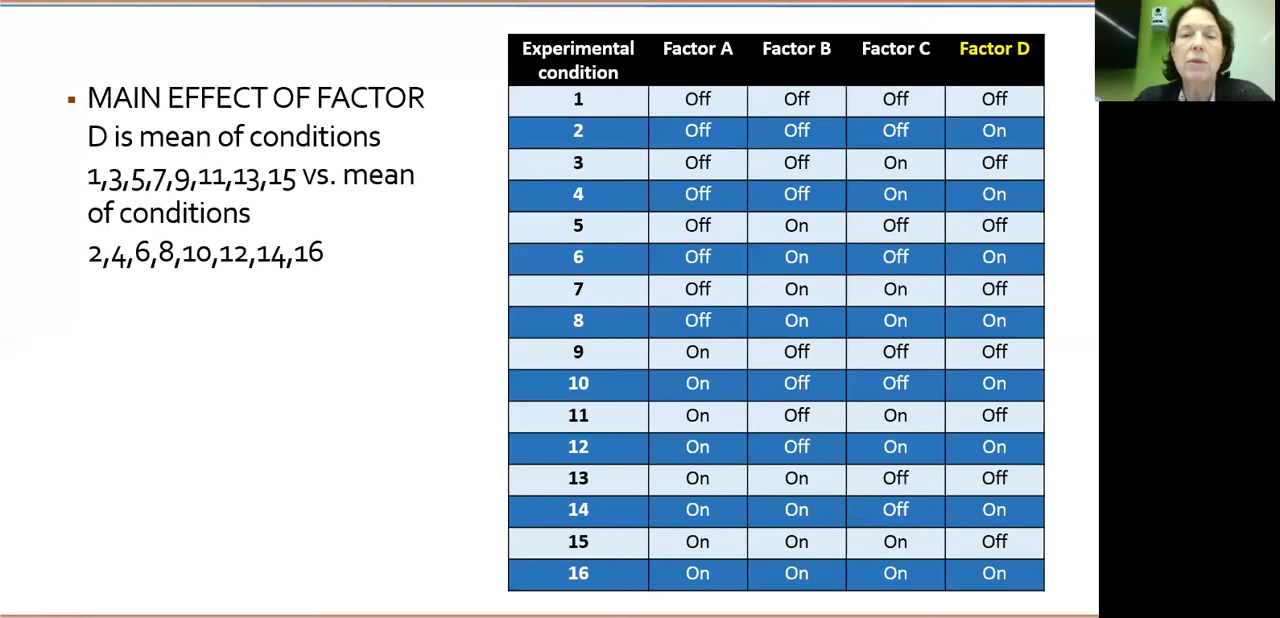 MAIN EFFECT OF FACTOR
D is mean of conditions
1,3,5,7,9,11,13,15 vs. mean
of conditions
2,4,6,8,10,12,14,16
Experimental condition Factor A Factor B Factor C Factor D
1 Off Off Off Off
2 Off Off Off On
3 Off Off On Off
4 Off Off On On
5 Off On Off Off
6 Off On Off On
7 Off On On Off
8 Off On On On
9 On Off Off Off
10 On Off Off On
11 On Off On Off
12 On Off On On
13 On On Off Off
14 On On Off On
15 On On On Off
16 On On On On